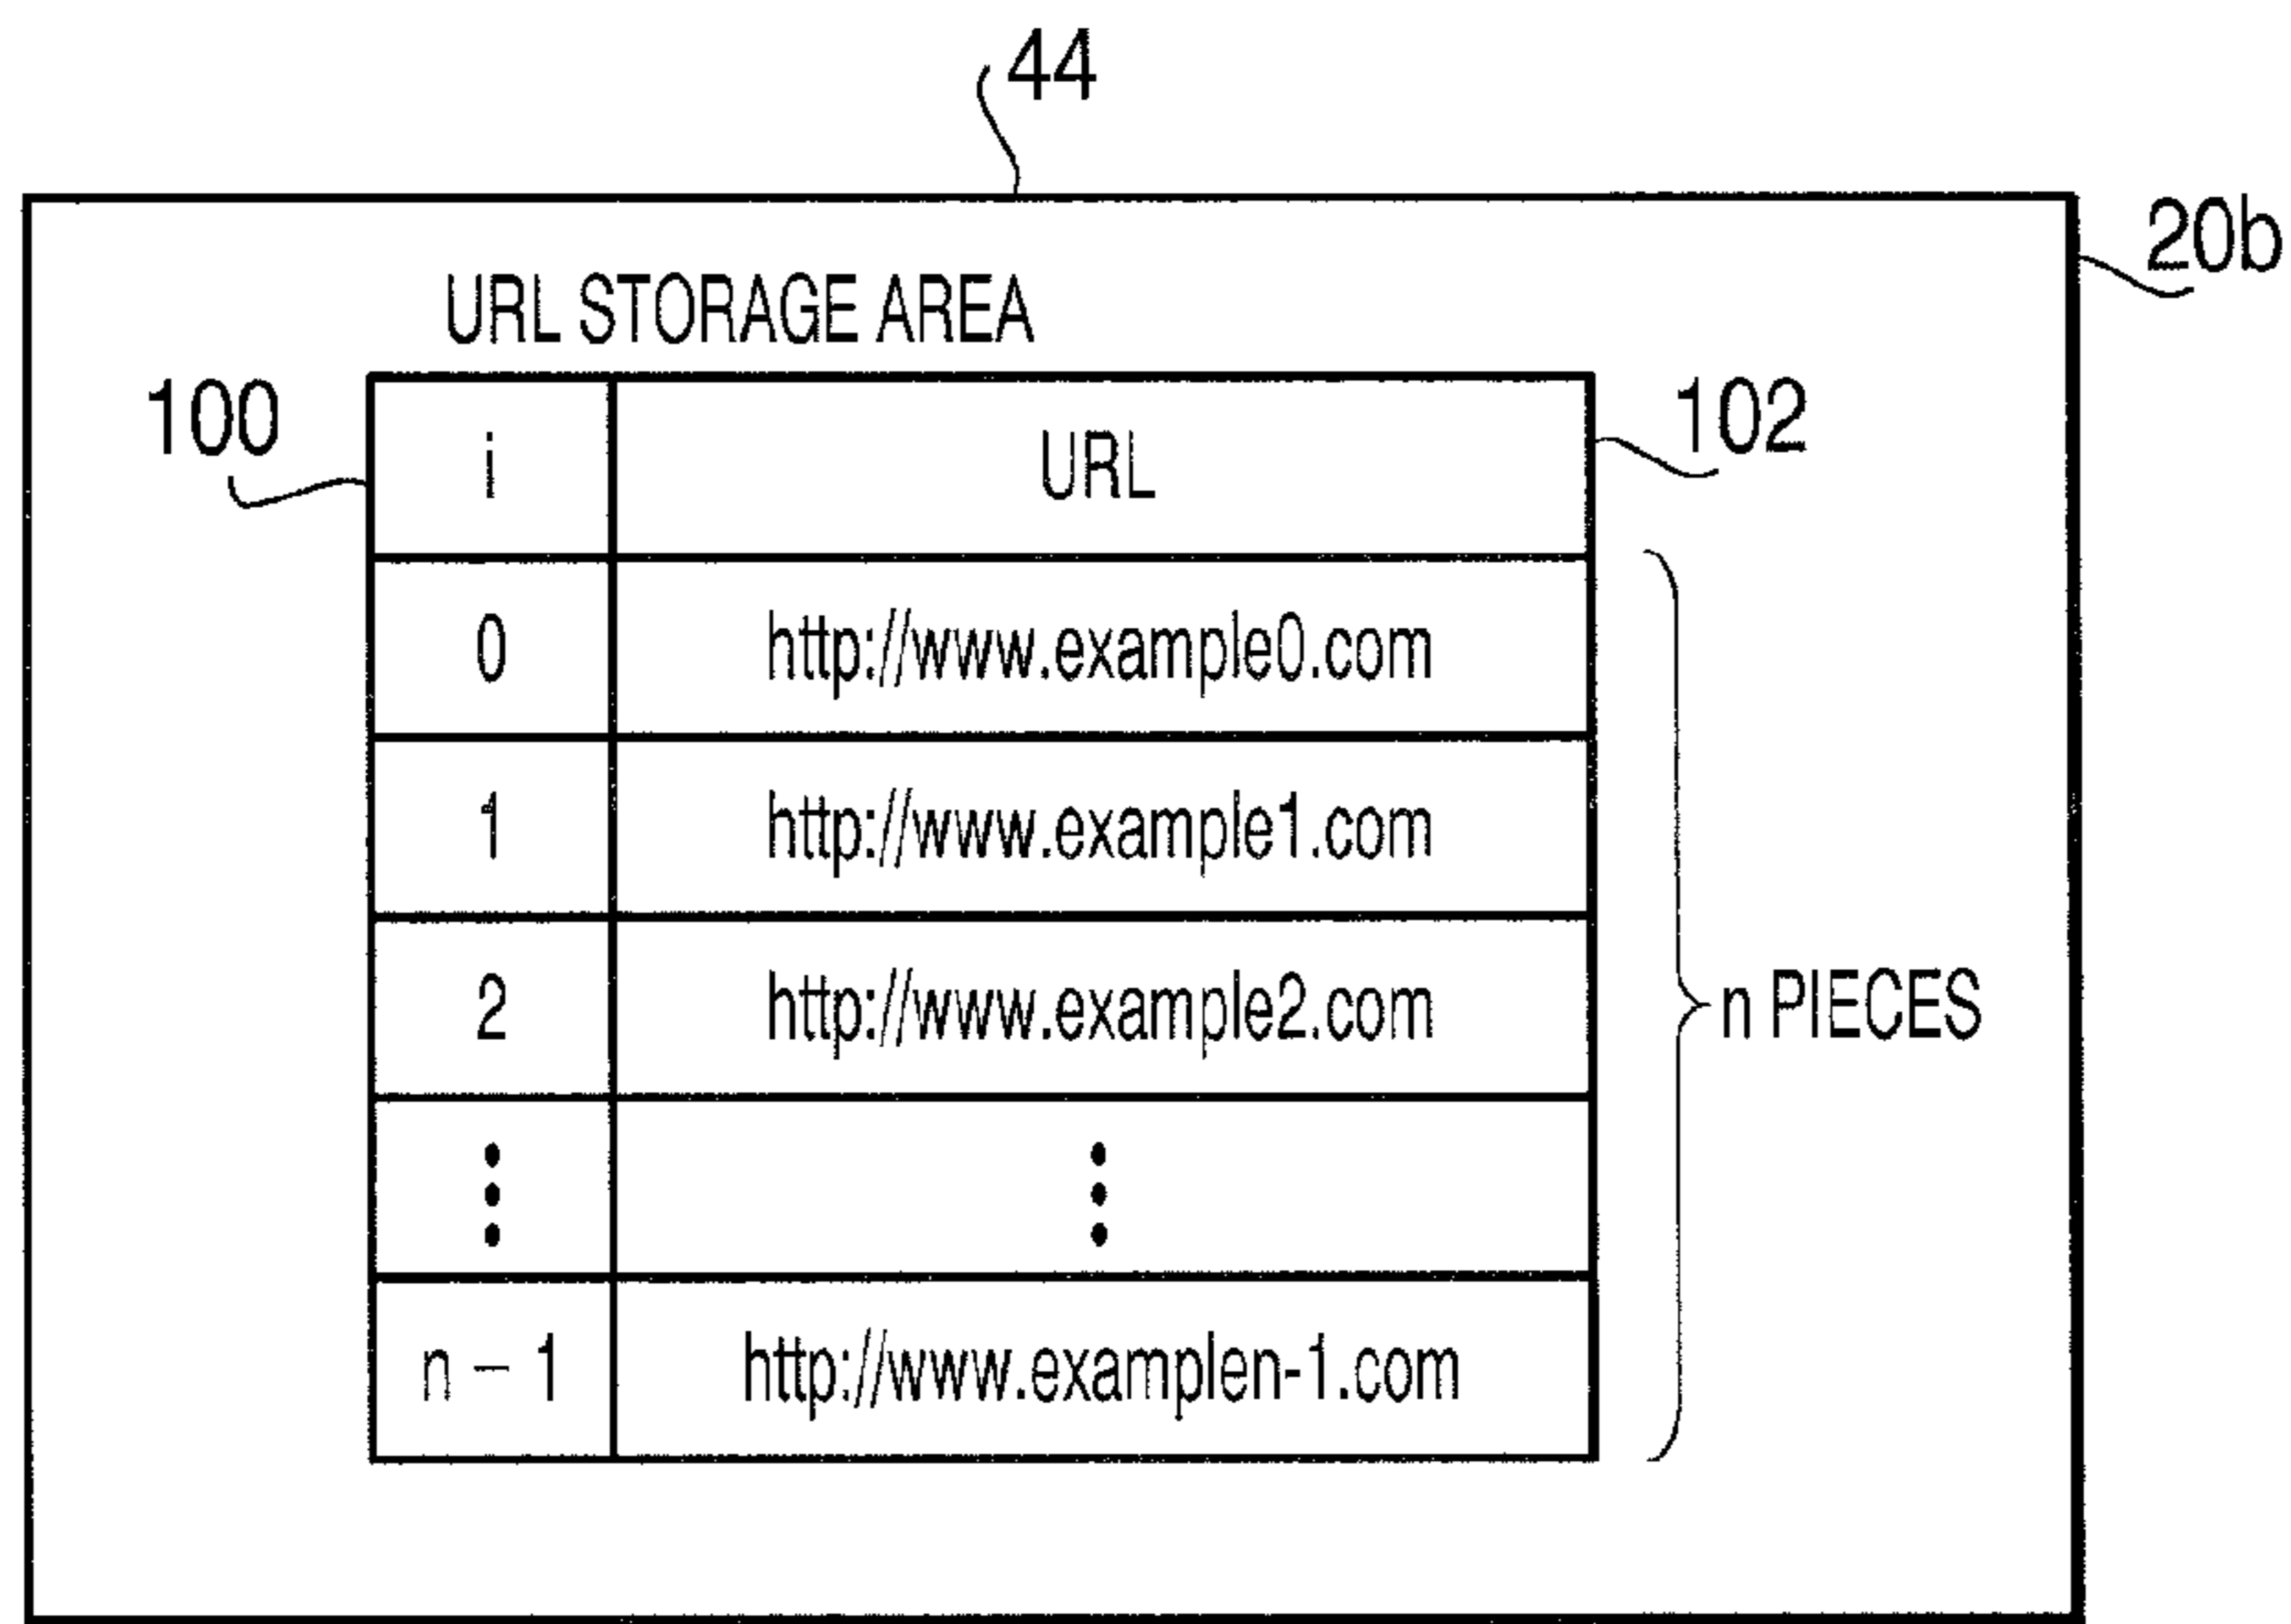 44
20b
URL STORAGE AREA
100
102
i URL
0 http://www.example0.com
1 http://www.example1.com
2 http://www.example2.com
n PIECES
n – 1 http://www.examplen-1.com